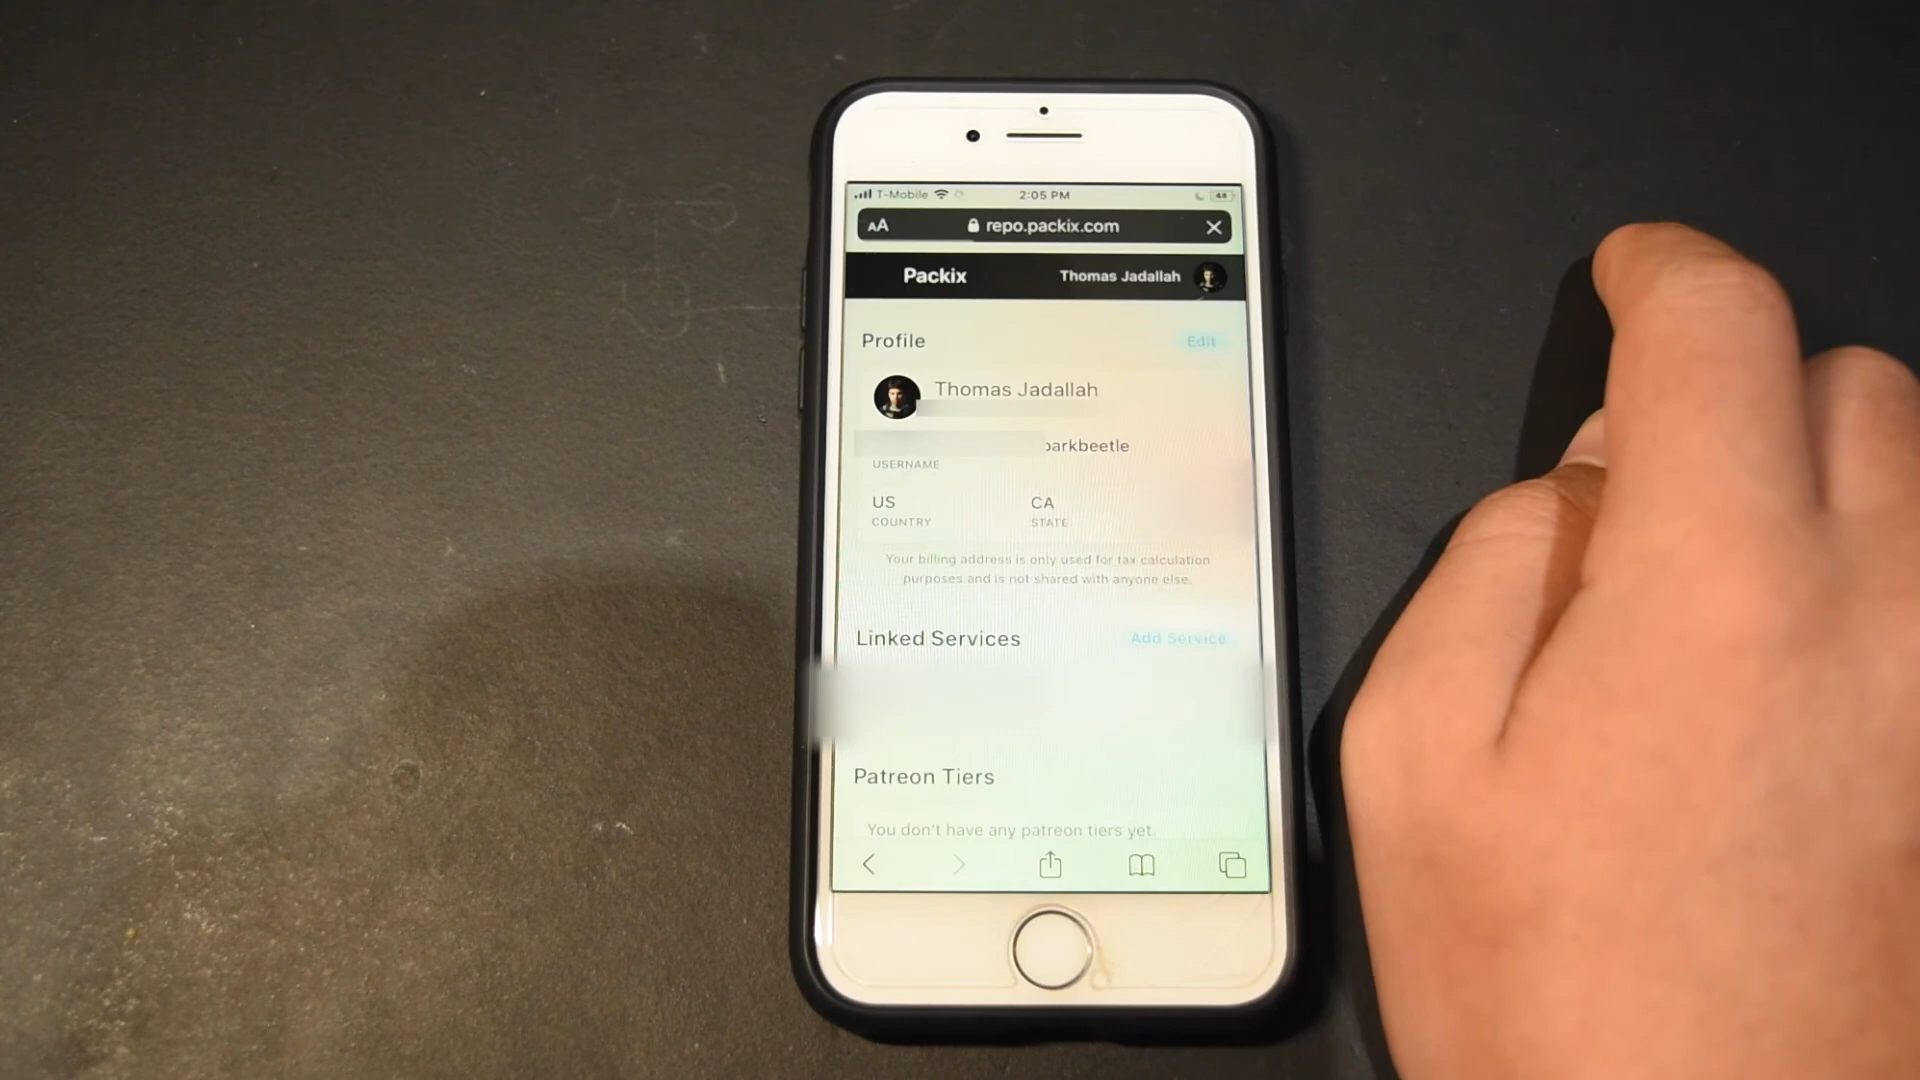 T-Mobile 2:05 PM 48
AA repo.packix.com
Packix Thomas Jadallah
Profile Edit
Thomas Jadallah
parkbeetle
USERNAME
US CA
COUNTRY STATE
Your billing address is only used for tax calculation
purposes and is not shared with anyone else.
Linked Services Add Service
Patreon Tiers
You don't have any patreon tiers yet.